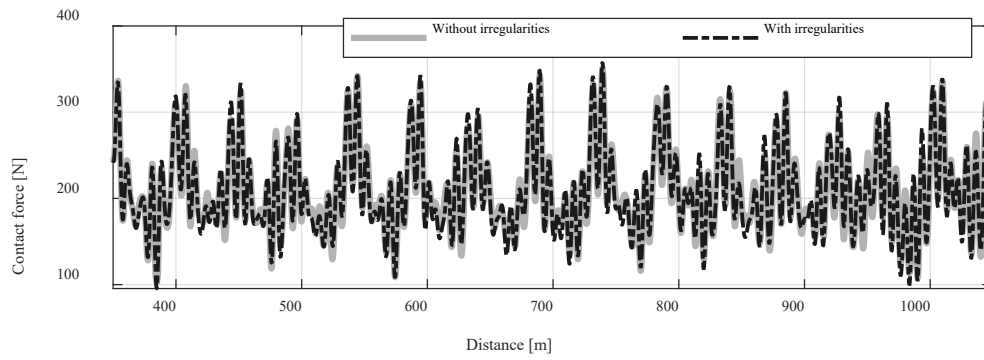 400
Without irregularities
With irregularities
300
200
100
Contact force [N]
400
500
600
700
800
900
1000
Distance [m]